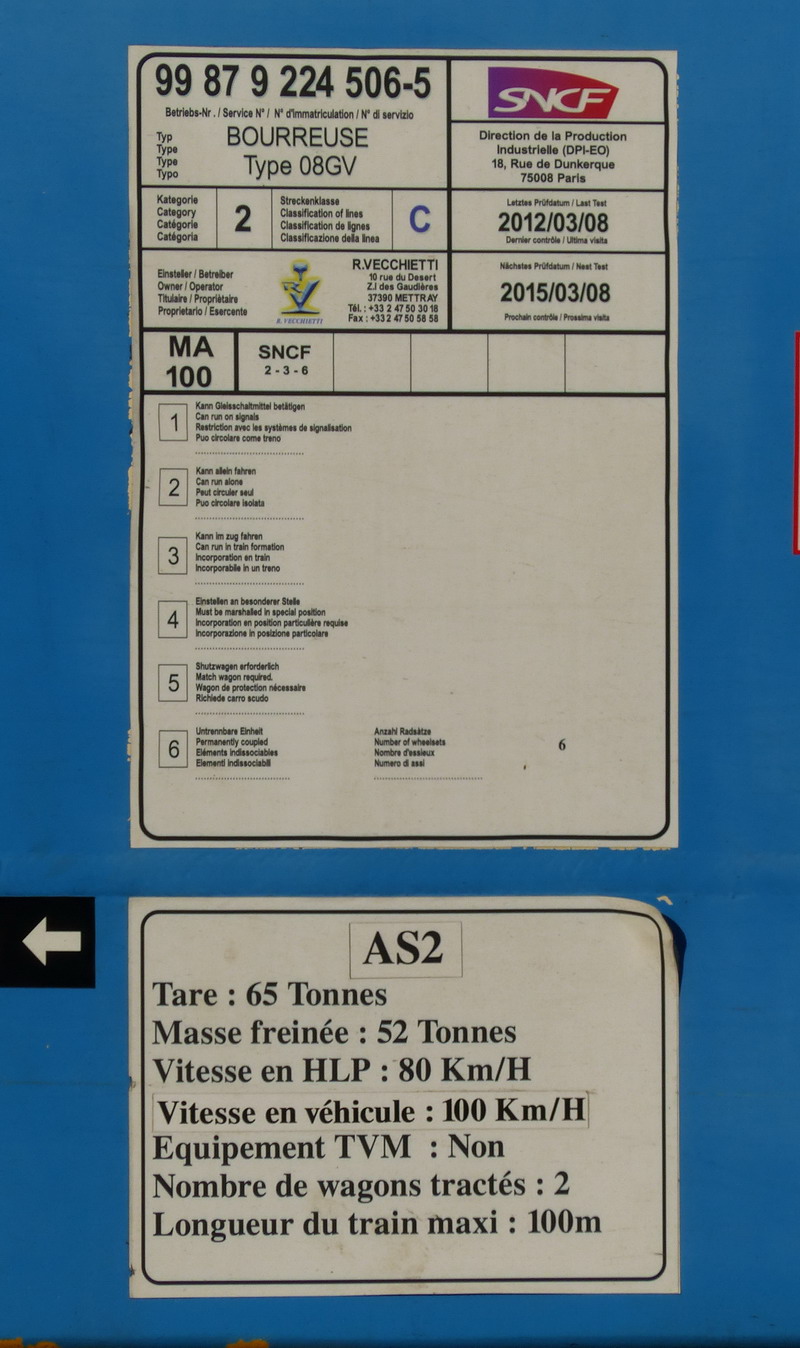 99 87 9 224 506-5
Betriebs-Nr . / Service N° / N° d'immatriculation / N° di servizio
Typ
Type
Type
Typo
BOURREUSE
Type 08GV
SNCF
Direction de la Production
Industrielle (DPI-EO)
18, Rue de Dunkerque
75008 Paris
Kategorie
Category
Catégorie
Catégoria
2
Streckenklasse
Classification of lines
Classification de lignes
Classificazione della linea
C
Letztes Prüfdatum / Last Test
2012/03/08
Dernier contrôle / Ultima visita
Einsteller / Betreiber
Owner / Operator
Titulaire / Propriétaire
Proprietario / Esercente
R. VECCHIETTI
R.VECCHIETTI
10 rue du Desert
Z.I des Gaudières
37390 METTRAY
Tél. : +33 2 47 50 30 18
Fax : +33 2 47 50 58 58
Nächstes Prüfdatum / Nest Test
2015/03/08
Prochain contrôle / Prossima visita
MA
100
SNCF
2 - 3 - 6
1
Kann Gleisschaltmittel betätigen
Can run on signals
Restriction avec les systèmes de signalisation
Puo circolare come treno
2
Kann allein fahren
Can run alone
Peut circuler seul
Puo circolare isolata
3
Kann im zug fahren
Can run in train formation
Incorporation en train
Incorporabile in un treno
4
Einstellen an besonderer Stelle
Must be marshalled in special position
Incorporation en position particulière requise
Incorporazione in posizione particolare
5
Shutzwagen erforderlich
Match wagon required.
Wagon de protection nécessaire
Richiede carro scudo
6
Untrennbare Einheit
Permanently coupled
Eléments indissociables
Elementi indissociabili
Anzahl Radsätze
Number of wheelsets
Nombre d'essieux
Numero di assi
6
AS2
Tare : 65 Tonnes
Masse freinée : 52 Tonnes
Vitesse en HLP : 80 Km/H
Vitesse en véhicule : 100 Km/H
Equipement TVM : Non
Nombre de wagons tractés : 2
Longueur du train maxi : 100m